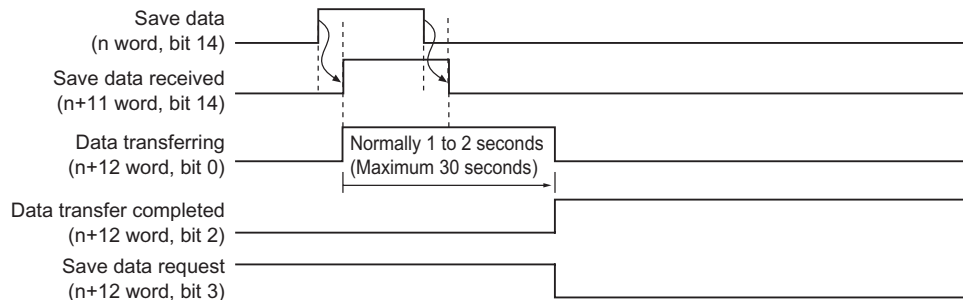 Save data
(n word, bit 14)
Save data received
(n+11 word, bit 14)
Data transferring
(n+12 word, bit 0)
Normally 1 to 2 seconds
(Maximum 30 seconds)
Data transfer completed
(n+12 word, bit 2)
Save data request
(n+12 word, bit 3)